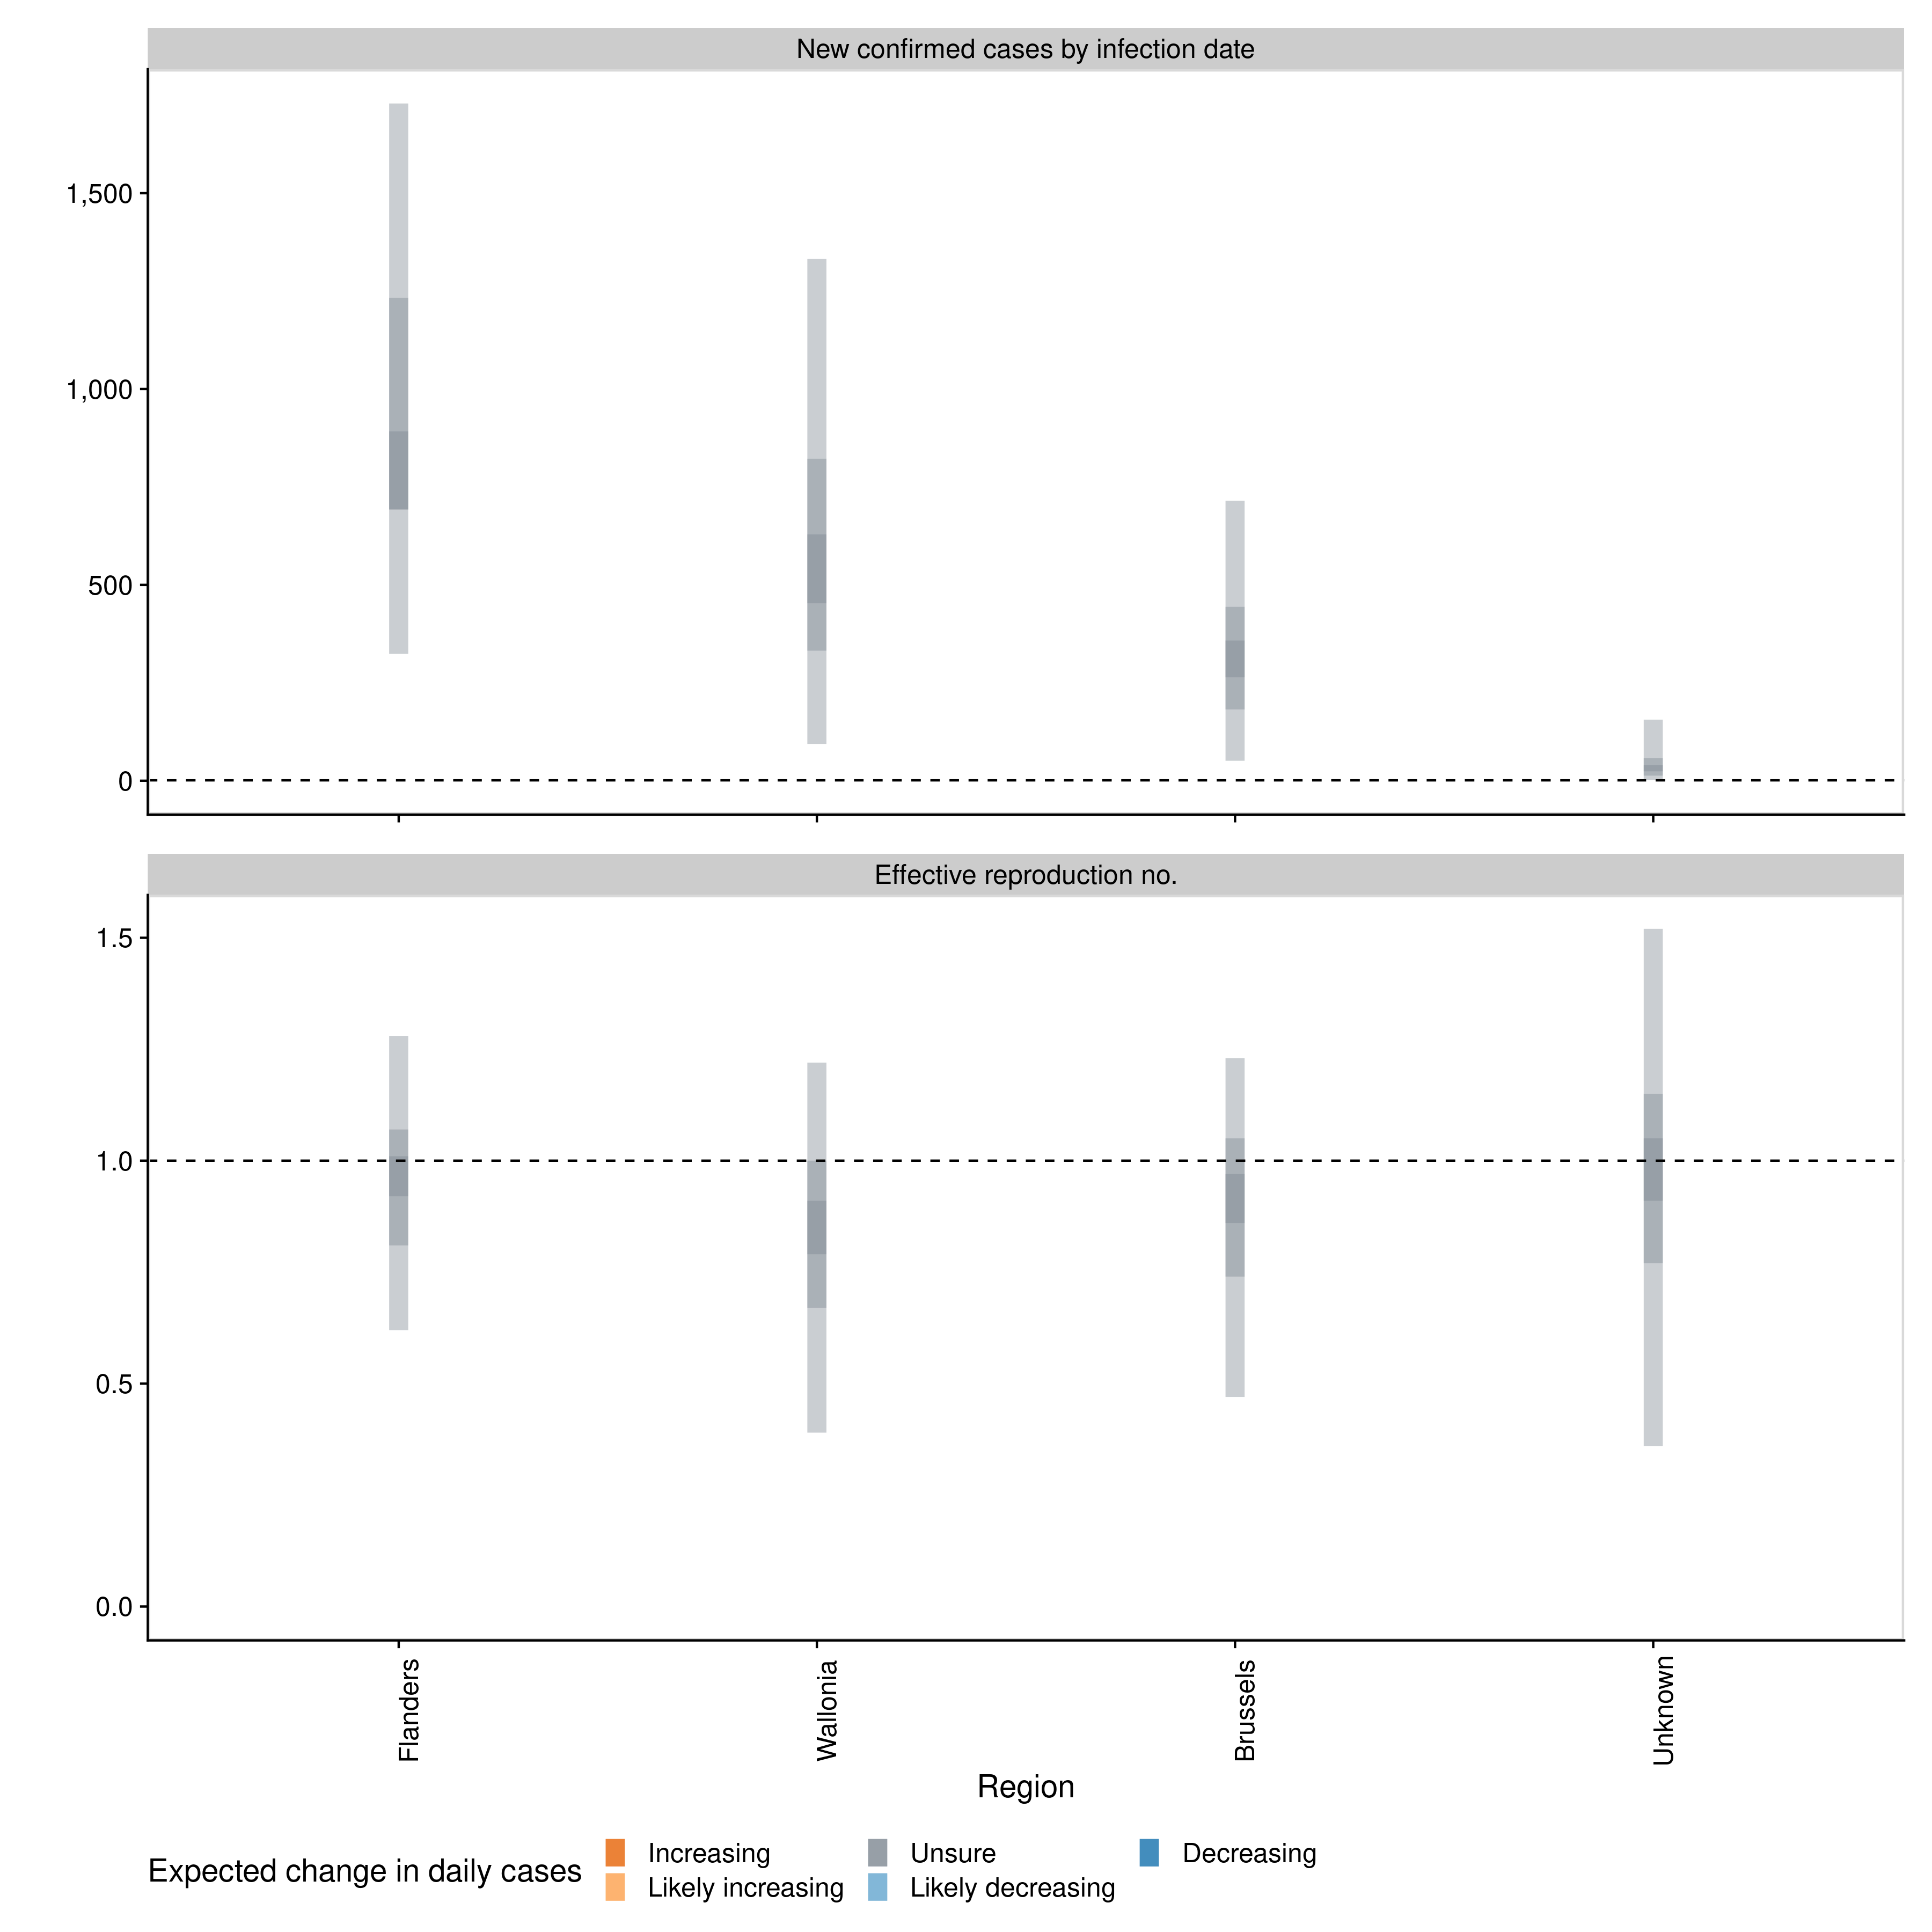 New confirmed cases by infection date
1,500
1,000
500
0
Effective reproduction no.
1.5
1.0
0.5
0.0
Flanders
Wallonia
Brussels
Unknown
Region
Expected change in daily cases
Increasing
Unsure
Decreasing
Likely increasing
Likely decreasing